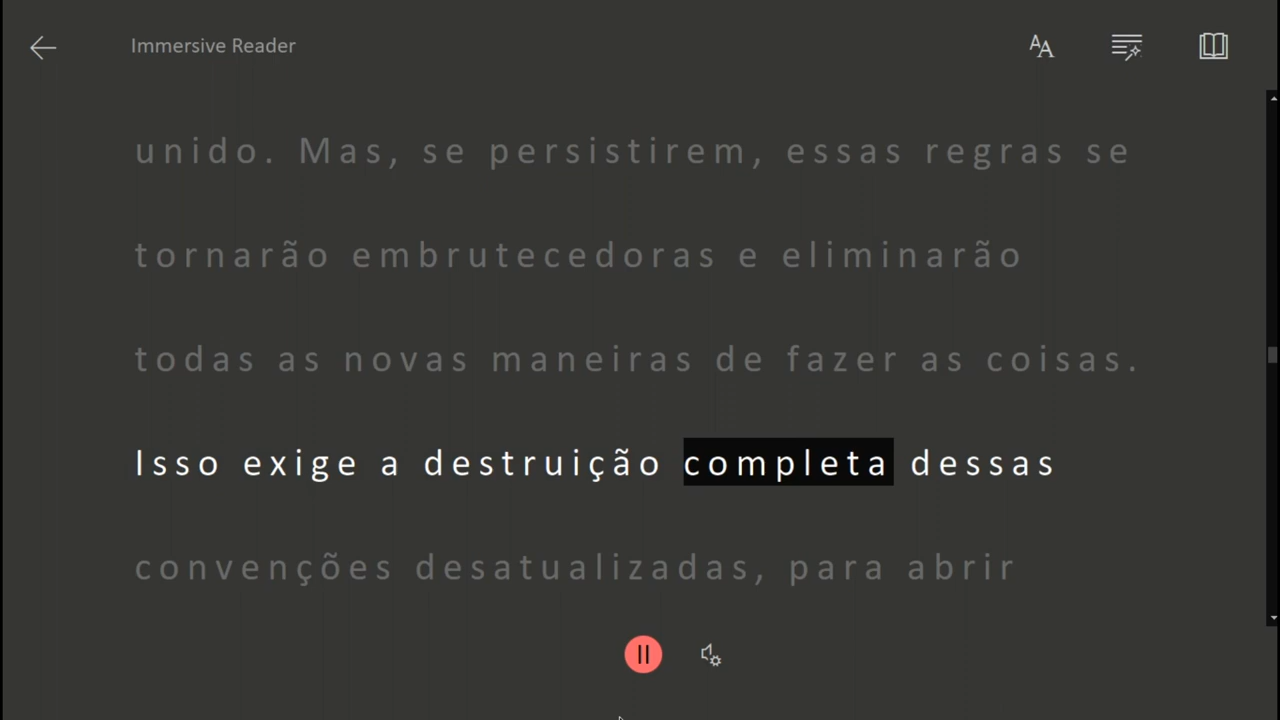 Immersive Reader
unido. Mas, se persistirem, essas regras se
tornarão embrutecedoras e eliminarão
todas as novas maneiras de fazer as coisas.
Isso exige a destruição completa dessas
convenções desatualizadas, para abrir